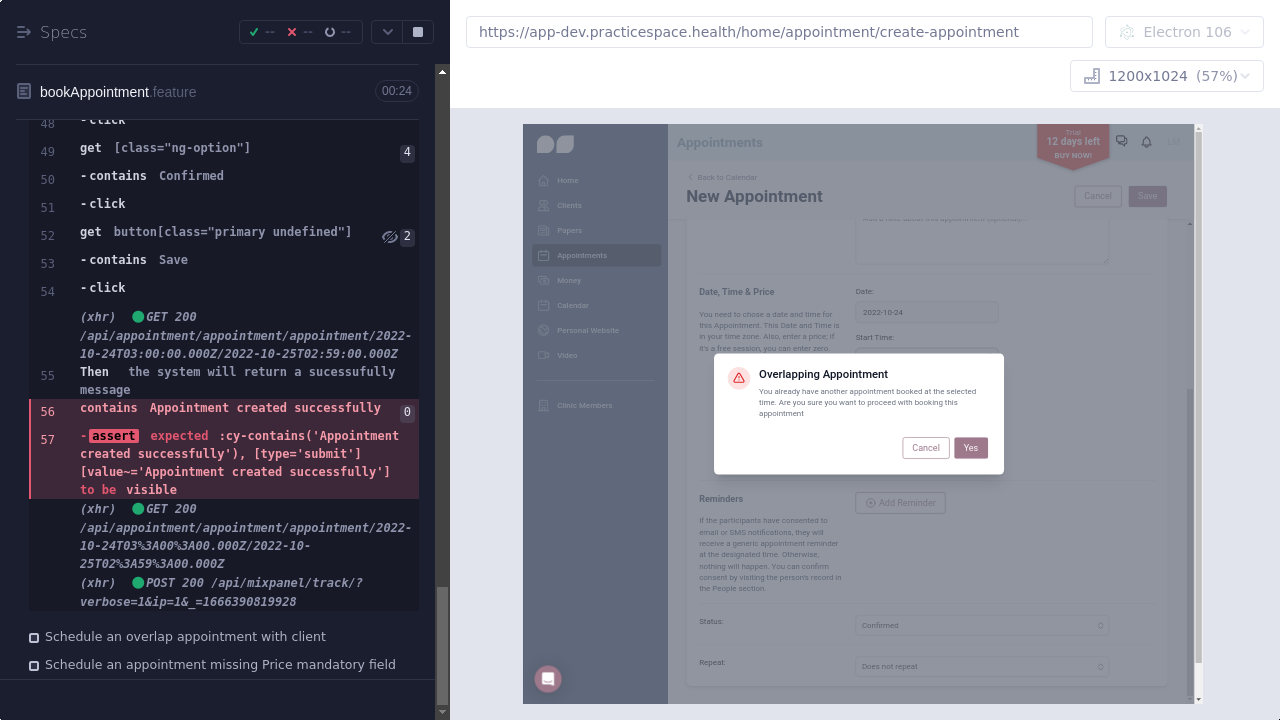 Specs
-- -- --
bookAppointment.feature
00:24
48 -click
49 get [class="ng-option"] 4
50 -contains Confirmed
51 -click
52 get button[class="primary undefined"] 2
53 -contains Save
54 -click
(xhr) GET 200
/api/appointment/appointment/appointment/2022-
10-24T03:00:00.000Z/2022-10-25T02:59:00.000Z
55 Then the system will return a sucessfully
message
56 contains Appointment created successfully 0
57 -assert expected :cy-contains('Appointment
created successfully'), [type='submit']
[value~='Appointment created successfully']
to be visible
(xhr) GET 200
/api/appointment/appointment/appointment/2022-
(xhr) POST 200 /api/mixpanel/track/?
verbose=1&ip=1&_=1666390819928
Schedule an overlap appointment with client
Schedule an appointment missing Price mandatory field
https://app-dev.practicespace.health/home/appointment/create-appointment
Electron 106
1200x1024 (57%)
Home
Clients
Papers
Appointments
Money
Calendar
Personal Website
Video
Clinic Members
Appointments
Trial
12 days left
BUY NOW!
Back to Calendar
New Appointment
Cancel
Save
Date, Time & Price
You need to chose a date and time for
this Appointment. This Date and Time is
in your time zone. Also, enter a price; if
it's a free session, you can enter zero.
Date:
2022-10-24
Start Time:
Overlapping Appointment
You already have another appointment booked at the selected
time. Are you sure you want to proceed with booking this
appointment
Cancel
Yes
Reminders
If the participants have consented to
email or SMS notifications, they will
receive a generic appointment reminder
at the designated time. Otherwise,
nothing will happen. You can confirm
consent by visiting the person's record in
the People section.
Add Reminder
Status:
Confirmed
Repeat:
Does not repeat